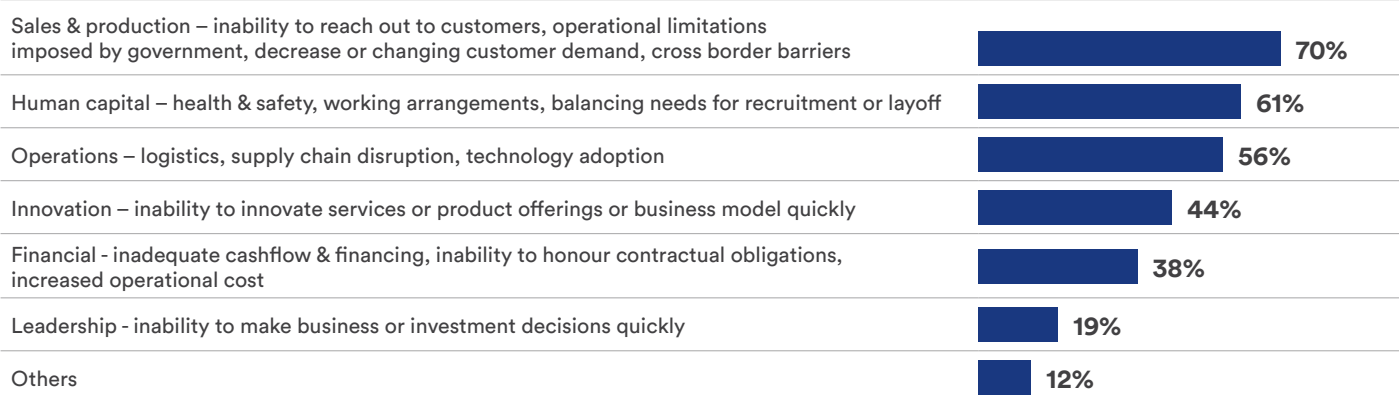 Sales & production – inability to reach out to customers, operational limitations
imposed by government, decrease or changing customer demand, cross border barriers
70%
Human capital – health & safety, working arrangements, balancing needs for recruitment or layoff
61%
Operations – logistics, supply chain disruption, technology adoption
56%
Innovation – inability to innovate services or product offerings or business model quickly
44%
Financial - inadequate cashflow & financing, inability to honour contractual obligations,
increased operational cost
38%
Leadership - inability to make business or investment decisions quickly
19%
Others
12%